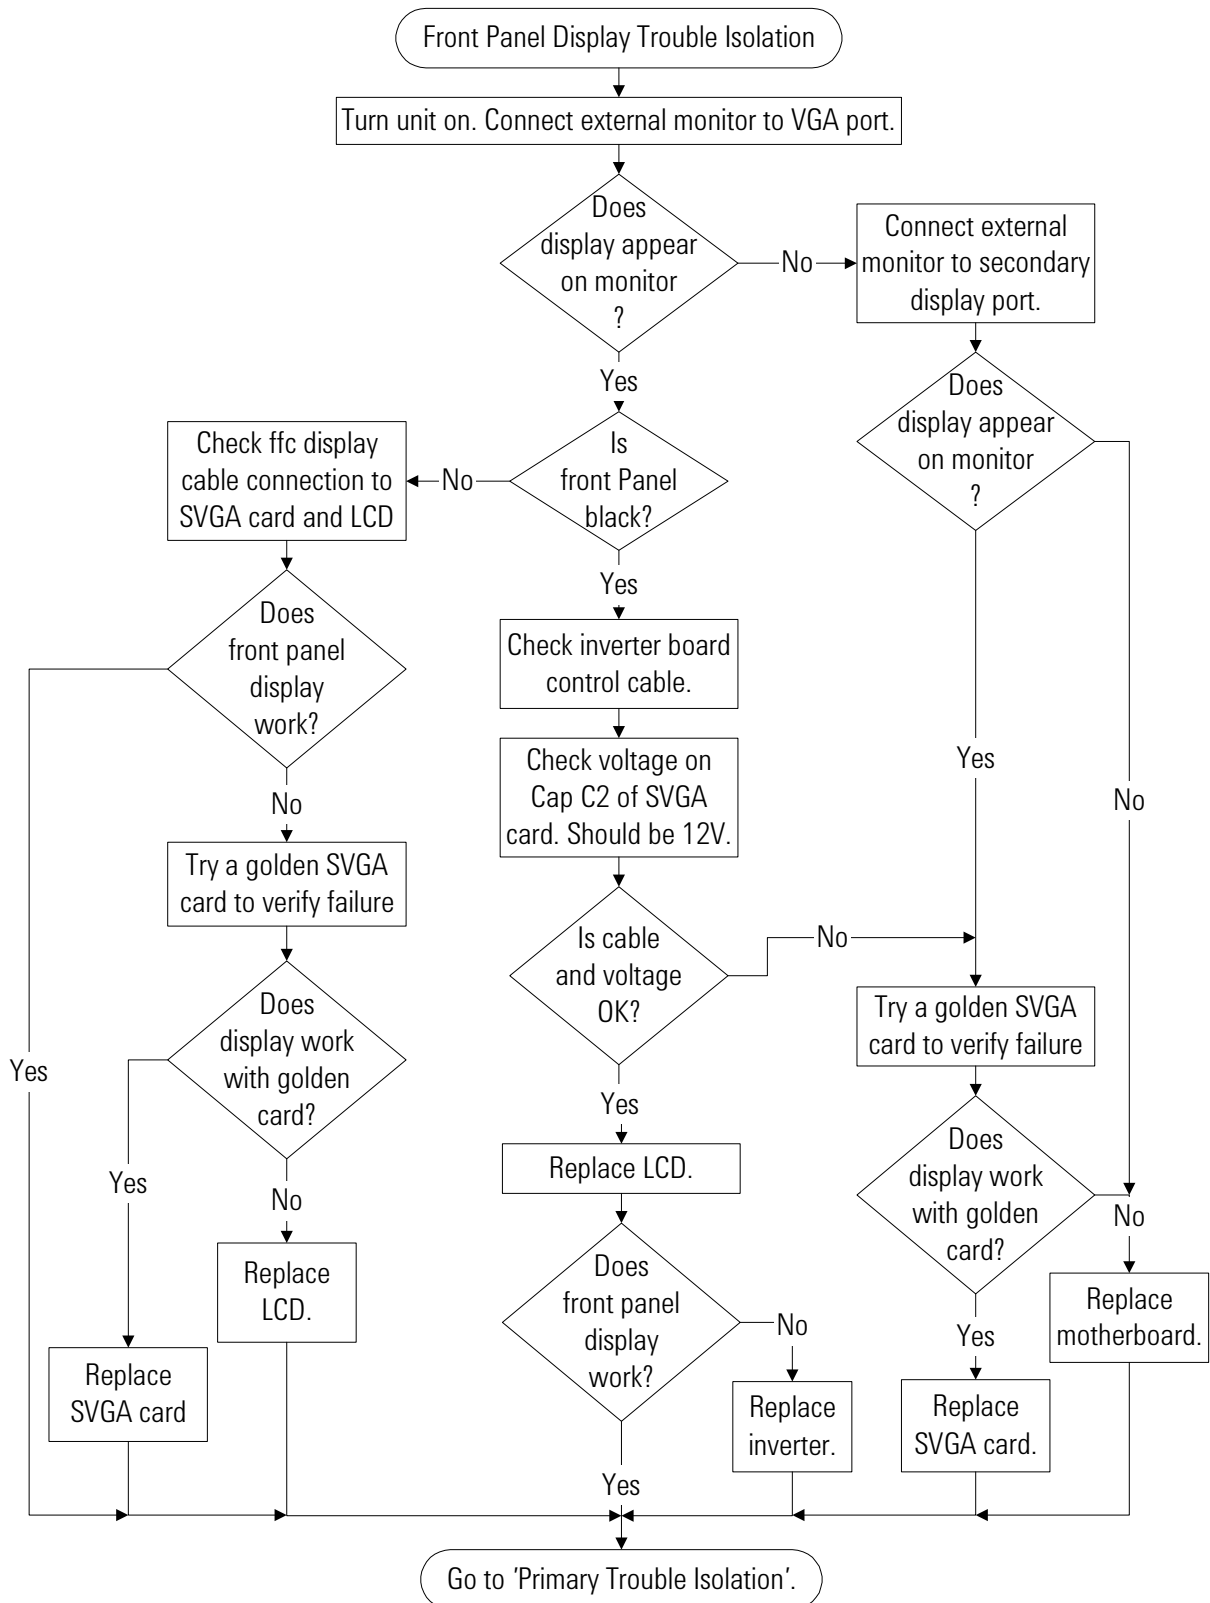 Front Panel Display Trouble Isolation
Turn unit on. Connect external monitor to VGA port.
Does
display appear
on monitor
?
No
Connect external
monitor to secondary
display port.
Yes
Does
display appear
on monitor
?
Is
front Panel
black?
No
Check ffc display
cable connection to
SVGA card and LCD
Yes
Does
front panel
display
work?
Check inverter board
control cable.
Check voltage on
Cap C2 of SVGA
card. Should be 12V.
Yes
No
No
Try a golden SVGA
card to verify failure
Is cable
and voltage
OK?
No
Try a golden SVGA
card to verify failure
Does
display work
with golden
card?
Yes
Yes
Replace LCD.
Does
display work
with golden
card?
Yes
No
No
Replace
LCD.
Does
front panel
display
work?
No
Yes
Replace
motherboard.
Replace
SVGA card
Replace
inverter.
Replace
SVGA card.
Yes
Go to 'Primary Trouble Isolation'.